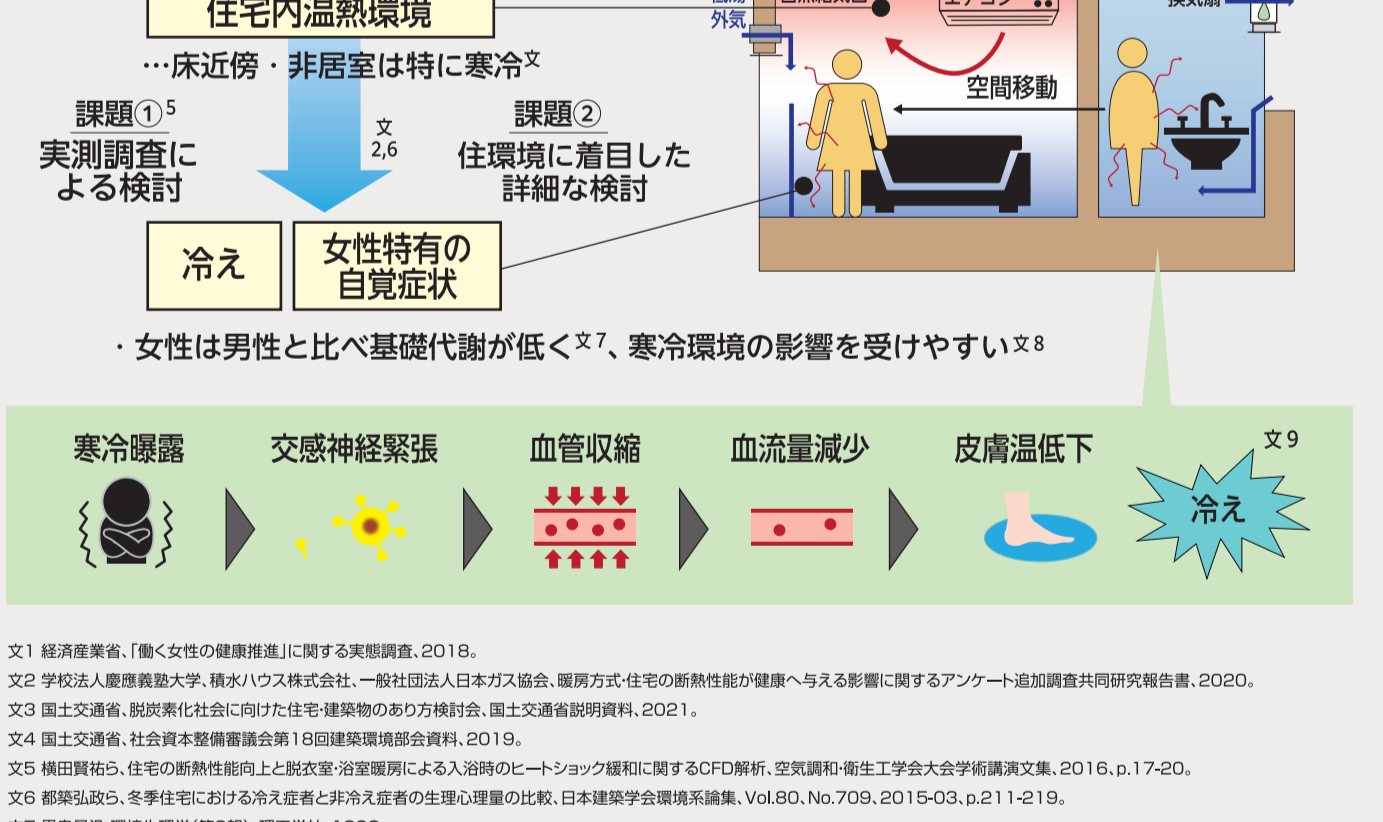 住宅内温熱環境
外気
エアコン
換気扇
…床近傍・非居室は特に寒冷文
課題①5
実測調査に
よる検討
文
2,6
課題②
住環境に着目した
詳細な検討
空間移動
冷え
女性特有の
自覚症状
・女性は男性と比べ基礎代謝が低く文7、寒冷環境の影響を受けやすい文8
寒冷曝露
交感神経緊張
血管収縮
血流量減少
皮膚温低下
文9
冷え
文1 経済産業省、「働く女性の健康推進」に関する実態調査、2018。
文2 学校法人慶應義塾大学、積水ハウス株式会社、一般社団法人日本ガス協会、暖房方式・住宅の断熱性能が健康へ与える影響に関するアンケート追加調査共同研究報告書、2020。
文3 国土交通省、脱炭素化社会に向けた住宅・建築物のあり方検討会、国土交通省説明資料、2021。
文4 国土交通省、社会資本整備審議会第18回建築環境部会資料、2019。
文5 横田賢祐ら、住宅の断熱性能向上と脱衣室・浴室暖房による入浴時のヒートショック緩和に関するCFD解析、空気調和・衛生工学会大会学術講演文集、2016、p.17-20。
文6 都築弘政ら、冬季住宅における冷え症者と非冷え症者の生理心理量の比較、日本建築学会環境系論集、Vol.80、No.709、2015-03、p.211-219。